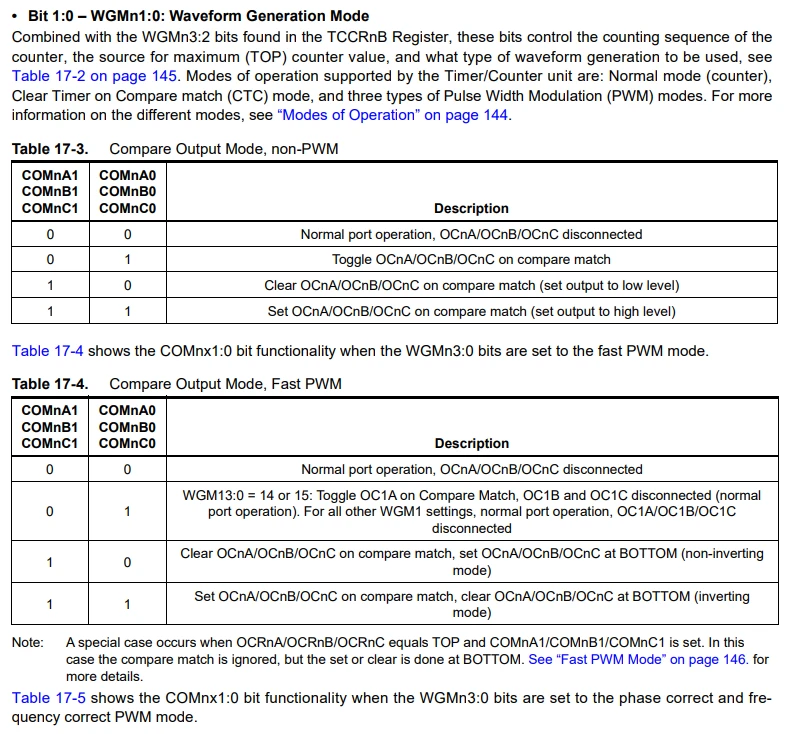 • Bit 1:0 – WGMn1:0: Waveform Generation Mode
Combined with the WGMn3:2 bits found in the TCCRnB Register, these bits control the counting sequence of the
counter, the source for maximum (TOP) counter value, and what type of waveform generation to be used, see
Table 17-2 on page 145. Modes of operation supported by the Timer/Counter unit are: Normal mode (counter),
Clear Timer on Compare match (CTC) mode, and three types of Pulse Width Modulation (PWM) modes. For more
information on the different modes, see “Modes of Operation” on page 144.
Table 17-3. Compare Output Mode, non-PWM
COMnA1 COMnA0
COMnB1 COMnB0
COMnC1 COMnC0 Description
0 0 Normal port operation, OCnA/OCnB/OCnC disconnected
0 1 Toggle OCnA/OCnB/OCnC on compare match
1 0 Clear OCnA/OCnB/OCnC on compare match (set output to low level)
1 1 Set OCnA/OCnB/OCnC on compare match (set output to high level)
Table 17-4 shows the COMnx1:0 bit functionality when the WGMn3:0 bits are set to the fast PWM mode.
Table 17-4. Compare Output Mode, Fast PWM
COMnA1 COMnA0
COMnB1 COMnB0
COMnC1 COMnC0 Description
0 0 Normal port operation, OCnA/OCnB/OCnC disconnected
WGM13:0 = 14 or 15: Toggle OC1A on Compare Match, OC1B and OC1C disconnected (normal
0 1 port operation). For all other WGM1 settings, normal port operation, OC1A/OC1B/OC1C
disconnected
1 0 Clear OCnA/OCnB/OCnC on compare match, set OCnA/OCnB/OCnC at BOTTOM (non-inverting
mode)
1 1 Set OCnA/OCnB/OCnC on compare match, clear OCnA/OCnB/OCnC at BOTTOM (inverting
mode)
Note: A special case occurs when OCRnA/OCRnB/OCRnC equals TOP and COMnA1/COMnB1/COMnC1 is set. In this
case the compare match is ignored, but the set or clear is done at BOTTOM. See “Fast PWM Mode” on page 146. for
more details.
Table 17-5 shows the COMnx1:0 bit functionality when the WGMn3:0 bits are set to the phase correct and fre-
quency correct PWM mode.